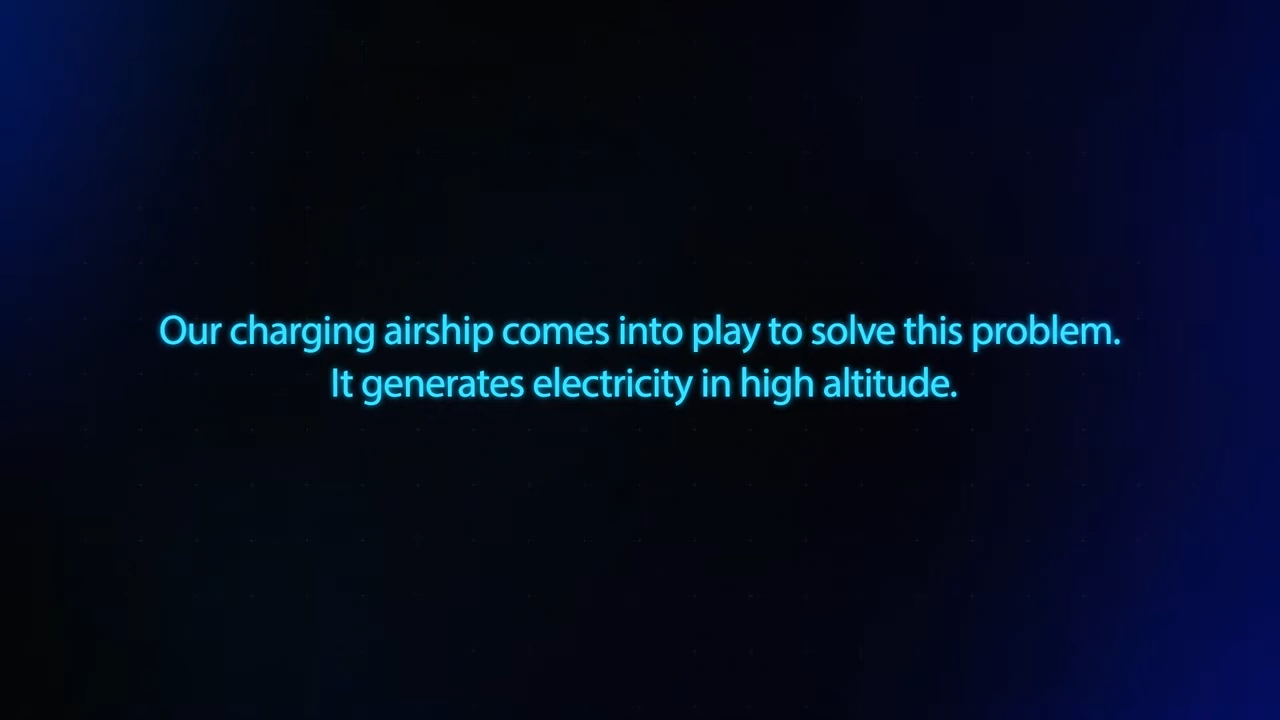 Our charging airship comes into play to solve this problem.
It generates electricity in high altitude.